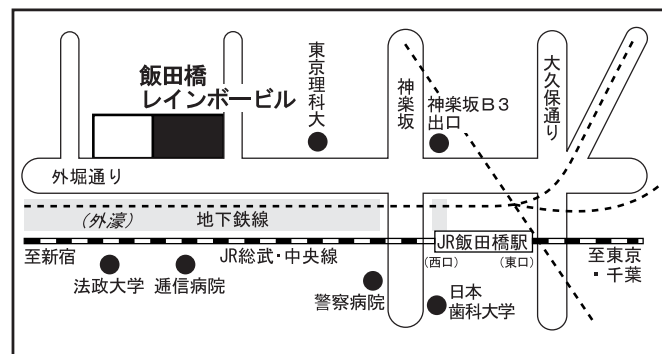 飯田橋
レインボービル
東京理科大
神楽坂
神楽坂B3
出口
大久保通り
外堀通り
(外濠)
地下鉄線
JR飯田橋駅
(西口)
(東口)
至新宿
JR総武・中央線
至東京
・千葉
法政大学
逓信病院
警察病院
日本
歯科大学